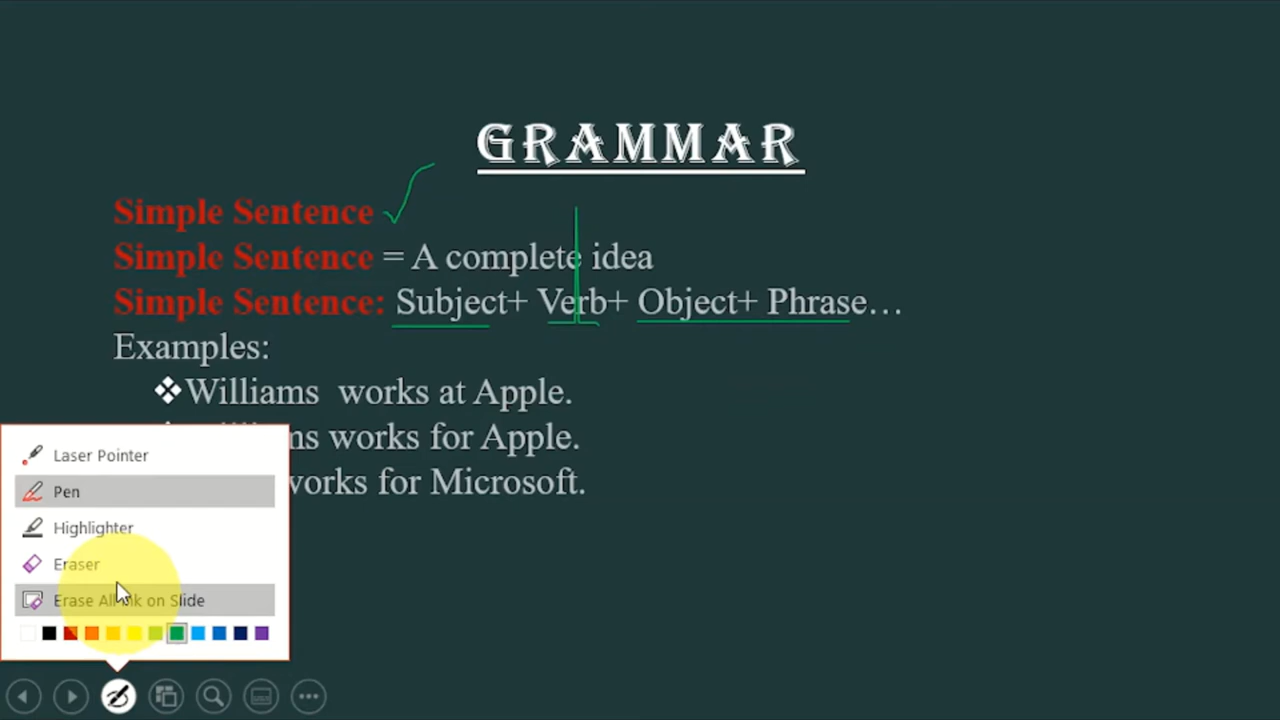 GRAMMAR
Simple Sentence
Simple Sentence = A complete idea
Simple Sentence: Subject+ Verb+ Object+ Phrase…
Examples:
❖Williams works at Apple.
works for Apple.
works for Microsoft.
Laser Pointer
Pen
Highlighter
Eraser
Erase All Ink on Slide